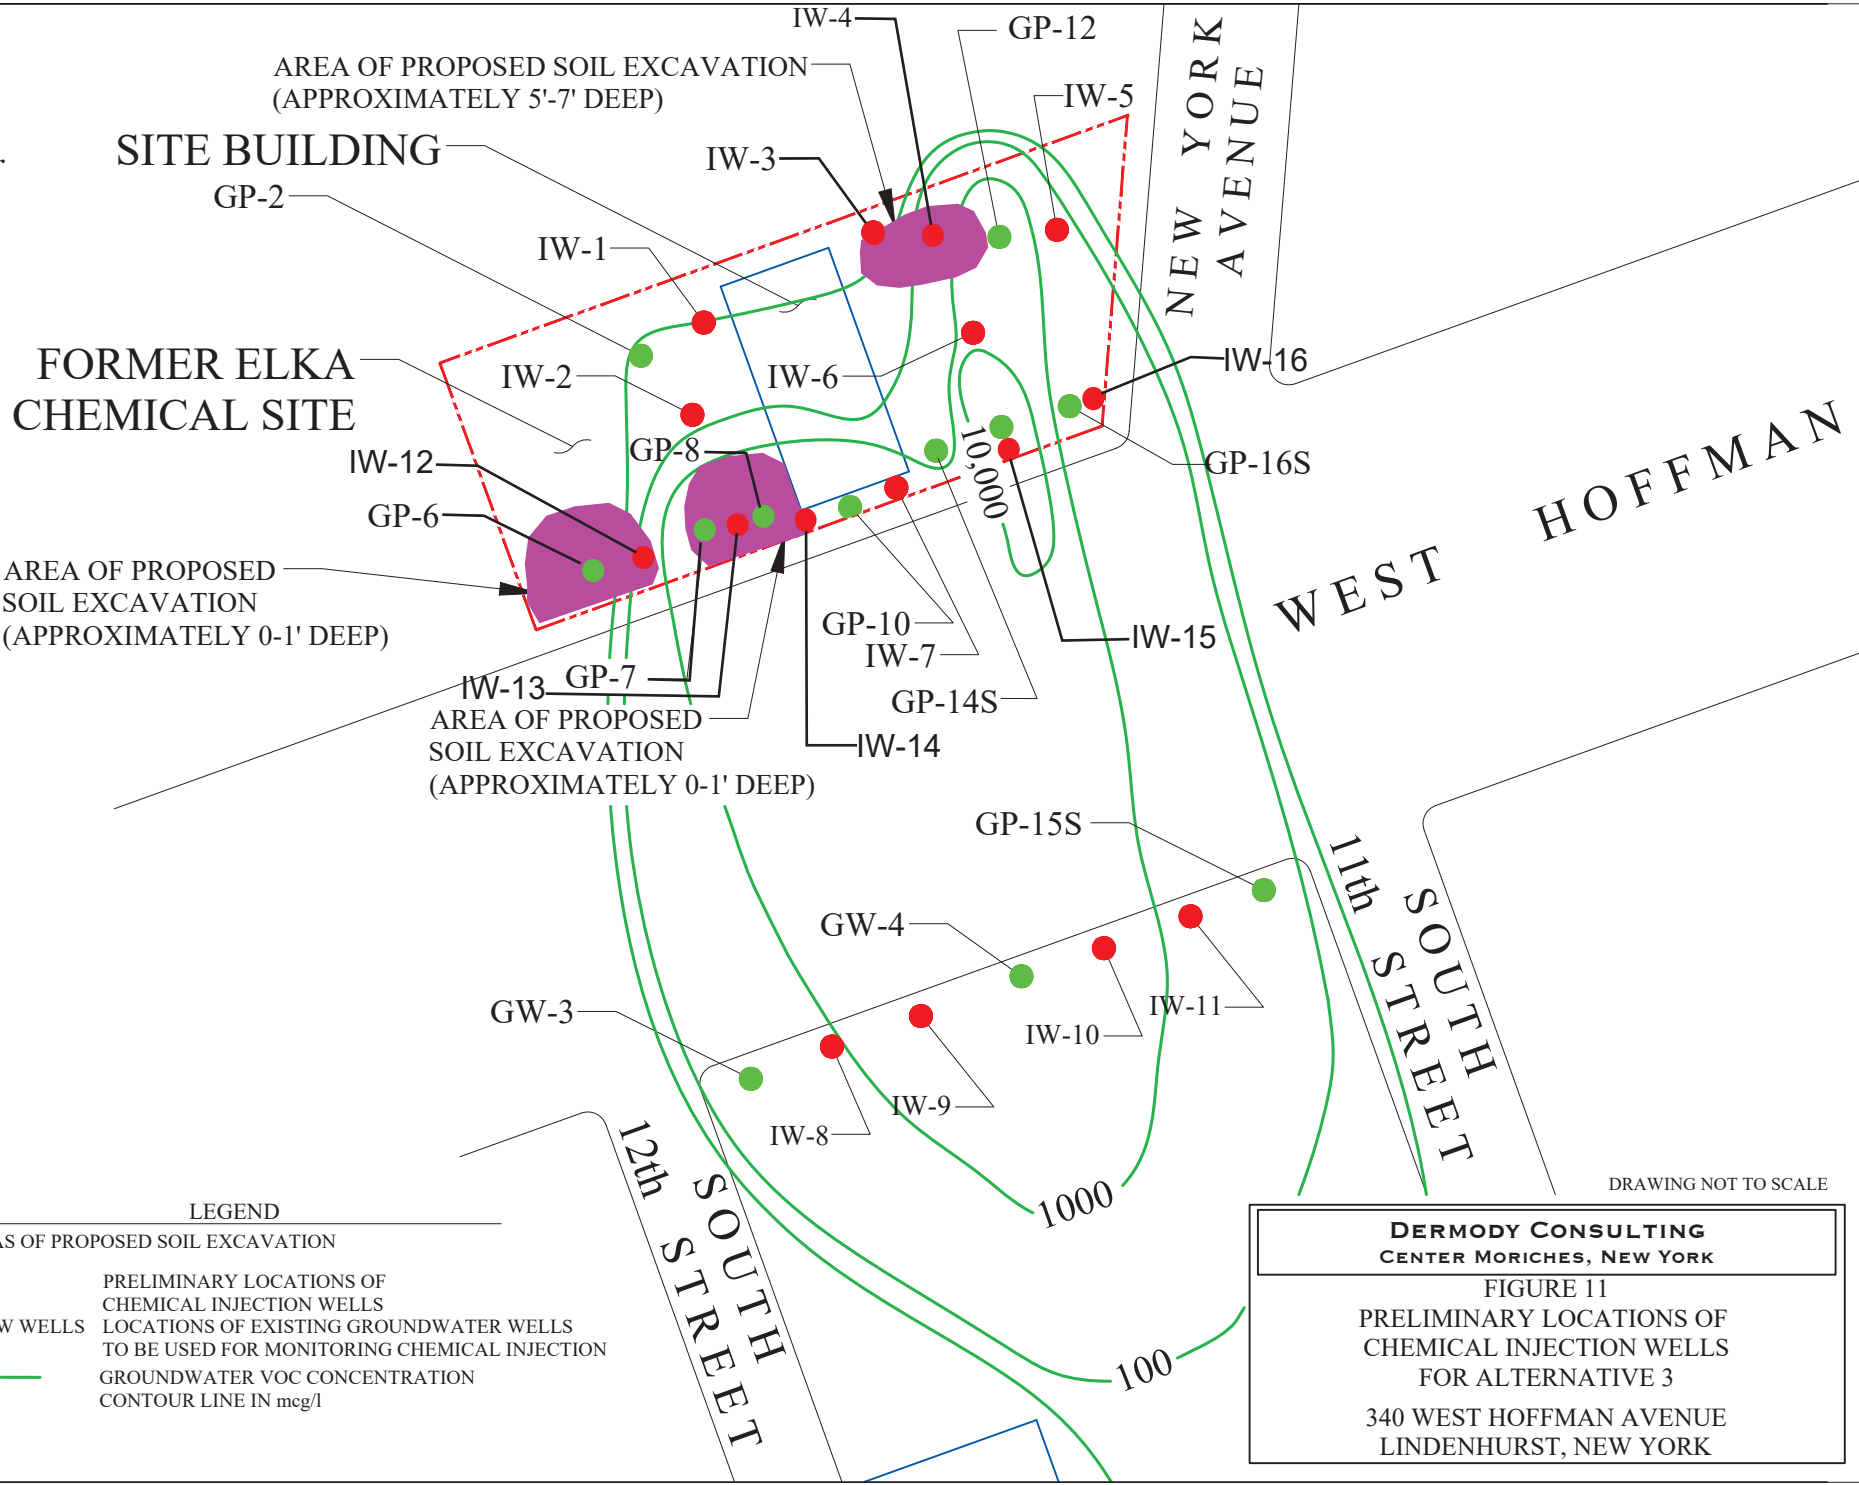 IW-4
GP-12
NEW YORK
AVENUE
AREA OF PROPOSED SOIL EXCAVATION
(APPROXIMATELY 5'-7' DEEP)
IW-5
SITE BUILDING
IW-3
GP-2
IW-1
FORMER ELKA
CHEMICAL SITE
IW-2
IW-6
IW-16
GP-8
IW-12
GP-16S
10,000
WEST HOFFMAN
GP-6
AREA OF PROPOSED
SOIL EXCAVATION
(APPROXIMATELY 0-1' DEEP)
GP-10
IW-7
IW-15
GP-7
IW-13
GP-14S
AREA OF PROPOSED
SOIL EXCAVATION
(APPROXIMATELY 0-1' DEEP)
IW-14
GP-15S
SOUTH
11th STREET
GW-4
GW-3
IW-11
IW-10
IW-9
IW-8
SOUTH
12th STREET
1000
100
DRAWING NOT TO SCALE
LEGEND
AS OF PROPOSED SOIL EXCAVATION
PRELIMINARY LOCATIONS OF
CHEMICAL INJECTION WELLS
W WELLS LOCATIONS OF EXISTING GROUNDWATER WELLS
TO BE USED FOR MONITORING CHEMICAL INJECTION
GROUNDWATER VOC CONCENTRATION
CONTOUR LINE IN mcg/l
DERMODY CONSULTING
CENTER MORICHES, NEW YORK
FIGURE 11
PRELIMINARY LOCATIONS OF
CHEMICAL INJECTION WELLS
FOR ALTERNATIVE 3
340 WEST HOFFMAN AVENUE
LINDENHURST, NEW YORK